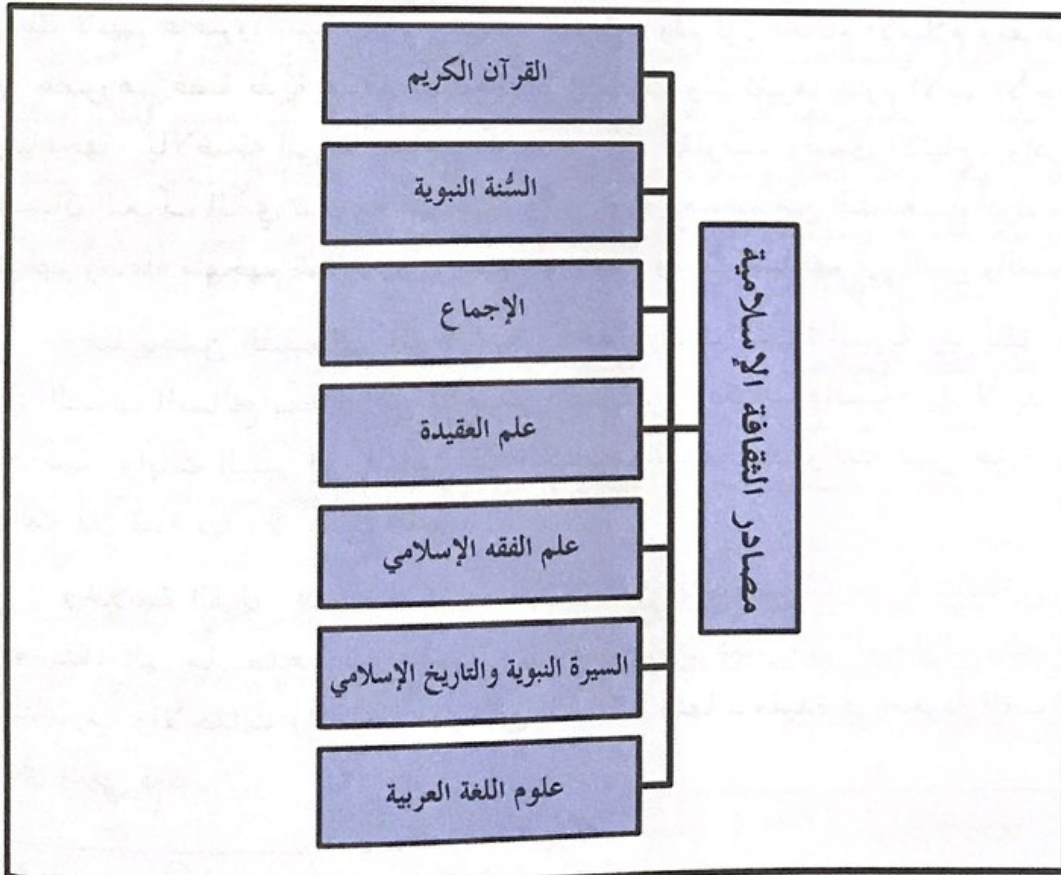 مصادر الثقافة الإسلامية
القرآن الكريم
السُّنة النبوية
الإجماع
علم العقيدة
علم الفقه الإسلامي
السيرة النبوية والتاريخ الإسلامي
علوم اللغة العربية